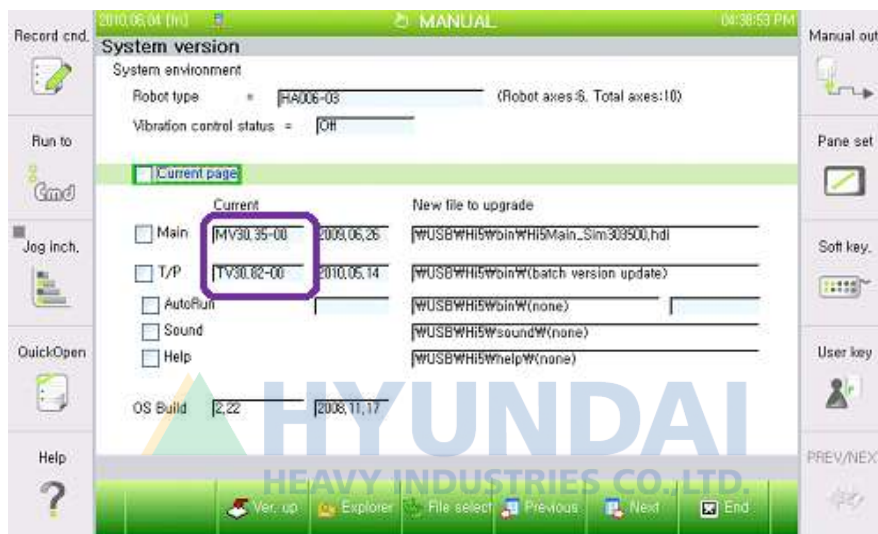 2010,06,04 (Fri) MANUAL 04:38:53 PM
System version
System environment
Robot type = HA006-03 (Robot axes:6, Total axes:10)
Vibration control status = Off
Current page
Current New file to upgrade
Main MV30,35-00 2009,06,26 ₩USB₩Hi5₩bin₩Hi5Main_Sim303500,hdi
T/P TV30,82-00 2010,05,14 ₩USB₩Hi5₩bin₩(batch version update)
AutoRun ₩USB₩Hi5₩bin₩(none)
Sound ₩USB₩Hi5₩sound₩(none)
Help ₩USB₩Hi5₩help₩(none)
OS Build 2,22 2008,11,17
Record cnd,
Run to
Cmd
Jog inch,
QuickOpen
Help
?
Manual out
Pane set
Soft key,
User key
PREV/NEX
Ver, up Explorer File select Previous Next End
HYUNDAI
HEAVY INDUSTRIES CO.,LTD.